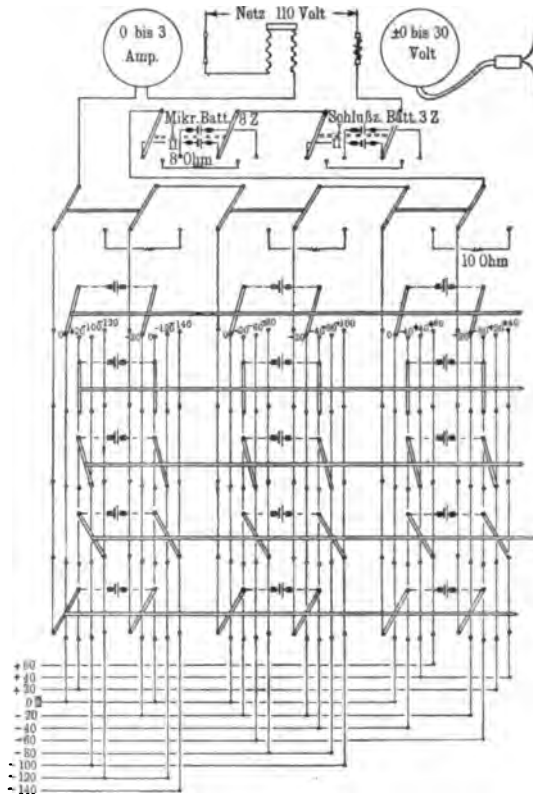 Netz 110 Volt
0 bis 3
Amp.
±0 bis 30
Volt
Mikr. Batt. 8 Z
Schlußz. Batt. 3 Z
8 Ohm
10 Ohm
+60
+40
+20
0
-20
-40
+60
-80
-100
-120
-140